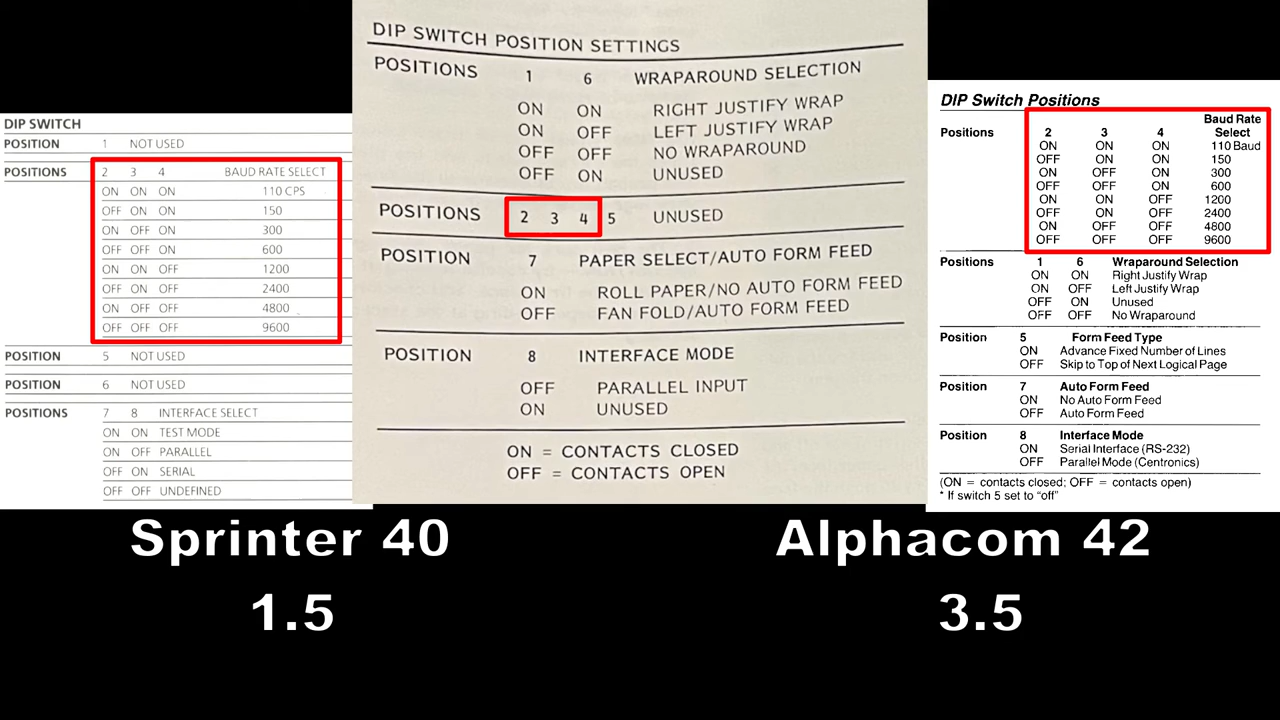 DIP SWITCH
POSITION 1 NOT USED
POSITIONS 2 3 4 BAUD RATE SELECT
ON ON ON 110 CPS
OFF ON ON 150
ON OFF ON 300
OFF OFF ON 600
ON ON OFF 1200
OFF ON OFF 2400
ON OFF OFF 4800
OFF OFF OFF 9600
POSITION 5 NOT USED
POSITION 6 NOT USED
POSITIONS 7 8 INTERFACE SELECT
ON ON TEST MODE
ON OFF PARALLEL
OFF ON SERIAL
OFF OFF UNDEFINED
DIP SWITCH POSITION SETTINGS
POSITIONS 1 6 WRAPAROUND SELECTION
ON ON RIGHT JUSTIFY WRAP
ON OFF LEFT JUSTIFY WRAP
OFF OFF NO WRAPAROUND
OFF ON UNUSED
POSITIONS 2 3 4 5 UNUSED
POSITION 7 PAPER SELECT/AUTO FORM FEED
ON ROLL PAPER/NO AUTO FORM FEED
OFF FAN FOLD/AUTO FORM FEED
POSITION 8 INTERFACE MODE
OFF PARALLEL INPUT
ON UNUSED
ON = CONTACTS CLOSED
OFF = CONTACTS OPEN
DIP Switch Positions
Baud Rate
Positions 2 3 4 Select
ON ON ON 110 Baud
OFF ON ON 150
ON OFF ON 300
OFF OFF ON 600
ON ON OFF 1200
OFF ON OFF 2400
ON OFF OFF 4800
OFF OFF OFF 9600
Positions 1 6 Wraparound Selection
ON ON Right Justify Wrap
ON OFF Left Justify Wrap
OFF ON Unused
OFF OFF No Wraparound
Position 5 Form Feed Type
ON Advance Fixed Number of Lines
OFF Skip to Top of Next Logical Page
Position 7 Auto Form Feed
ON No Auto Form Feed
OFF Auto Form Feed
Position 8 Interface Mode
ON Serial Interface (RS-232)
OFF Parallel Mode (Centronics)
(ON = contacts closed; OFF = contacts open)
* If switch 5 set to "off"
Sprinter 40
1.5
Alphacom 42
3.5